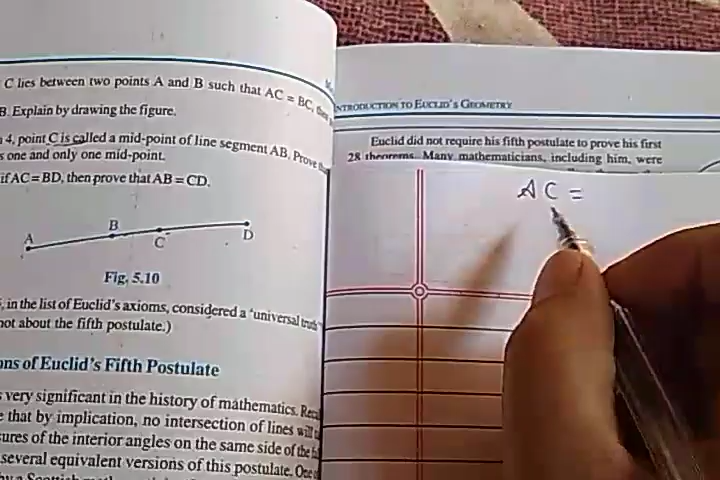 C lies between two points A and B such that AC = BC,
B. Explain by drawing the figure.
4, point C is called a mid-point of line segment AB. Prove
s one and only one mid-point.
if AC = BD, then prove that AB = CD.
A B C D
Fig. 5.10
, in the list of Euclid's axioms, considered a 'universal truth'
not about the fifth postulate.)
ons of Euclid's Fifth Postulate
very significant in the history of mathematics.
e that by implication, no intersection of lines will
sures of the interior angles on the same side of the
several equivalent versions of this postulate. One
INTRODUCTION TO EUCLID'S GEOMETRY
Euclid did not require his fifth postulate to prove his first
28 theorems. Many mathematicians, including him, were
AC =